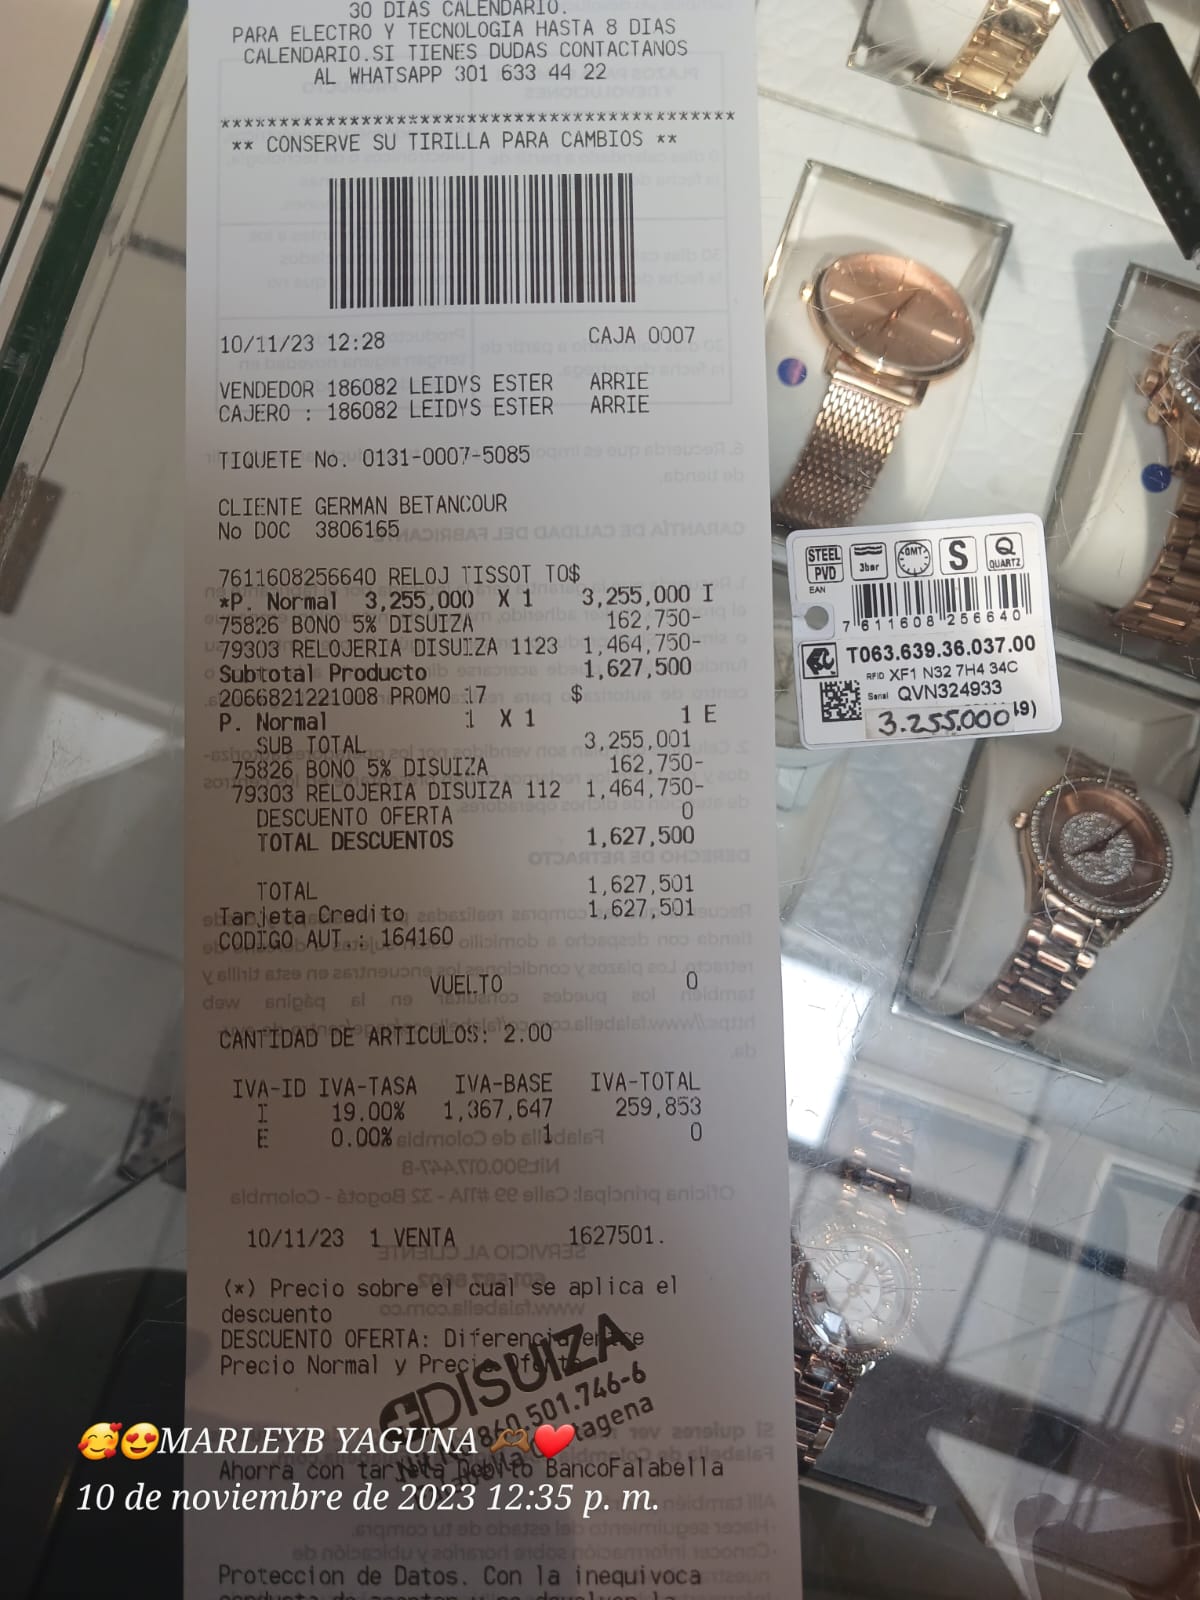 30 DIAS CALENDARIO.
PARA ELECTRO Y TECNOLOGIA HASTA 8 DIAS
CALENDARIO.SI TIENES DUDAS CONTACTANOS
AL WHATSAPP 301 633 44 22
******************************************
** CONSERVE SU TIRILLA PARA CAMBIOS **
10/11/23 12:28 CAJA 0007
VENDEDOR 186082 LEIDYS ESTER ARRIE
CAJERO : 186082 LEIDYS ESTER ARRIE
TIQUETE No. 0131-0007-5085
CLIENTE GERMAN BETANCOUR
No DOC 3806165
7611608256640 RELOJ TISSOT TO$
*P. Normal 3,255,000 X 1 3,255,000 I
75826 BONO 5% DISUIZA 162,750-
79303 RELOJERIA DISUIZA 1123 1,464,750-
Subtotal Producto 1,627,500
2066821221008 PROMO 17 $
P. Normal 1 X 1 1 E
SUB TOTAL 3,255,001
75826 BONO 5% DISUIZA 162,750-
79303 RELOJERIA DISUIZA 112 1,464,750-
DESCUENTO OFERTA 0
TOTAL DESCUENTOS 1,627,500
TOTAL 1,627,501
Tarjeta Credito 1,627,501
CODIGO AUT.: 164160
VUELTO 0
CANTIDAD DE ARTICULOS: 2.00
IVA-ID IVA-TASA IVA-BASE IVA-TOTAL
I 19.00% 1,367,647 259,853
E 0.00% 1 0
10/11/23 1 VENTA 1627501.
(*) Precio sobre el cual se aplica el
descuento
DESCUENTO OFERTA: Diferencia entre
Precio Normal y Precio Oferta
DISUIZA
860.501.746-6
Cartagena
Ahorra con tarjeta Debito BancoFalabella
Proteccion de Datos. Con la inequivoca
STEEL PVD
3bar
GMT
S
Q QUARTZ
EAN
7 611608 256640
T063.639.36.037.00
RFID XF1 N32 7H4 34C
Serial QVN324933
3.255.000 19)
🥰😍MARLEYB YAGUNA 🫶🏽❤️
10 de noviembre de 2023 12:35 p. m.